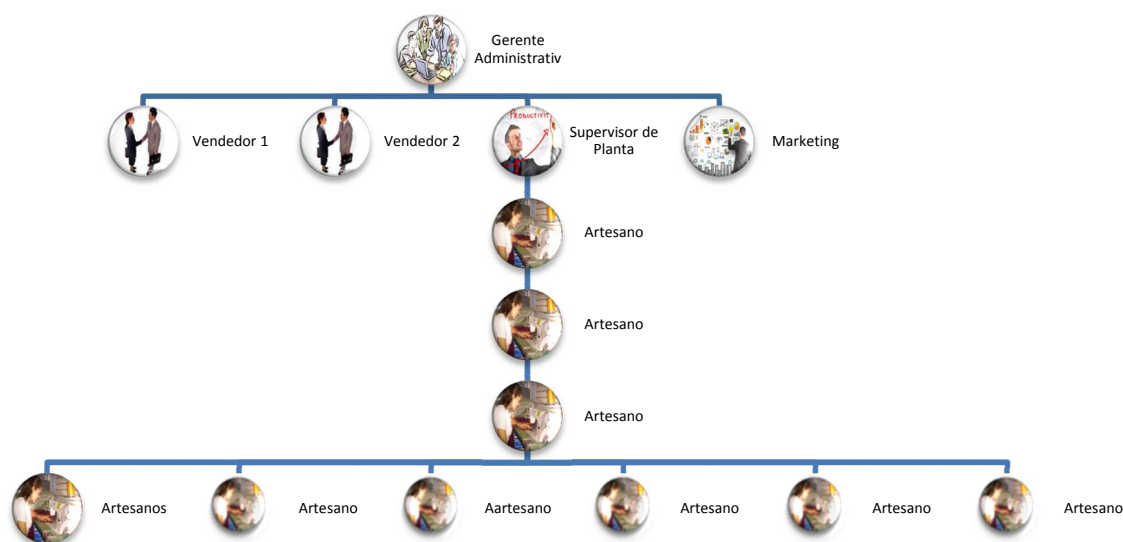 Gerente
Administrativ
Vendedor 1
Vendedor 2
PRODUCTIVIT
Supervisor de
Planta
Marketing
Artesano
Artesano
Artesano
Artesanos
Artesano
Aartesano
Artesano
Artesano
Artesano